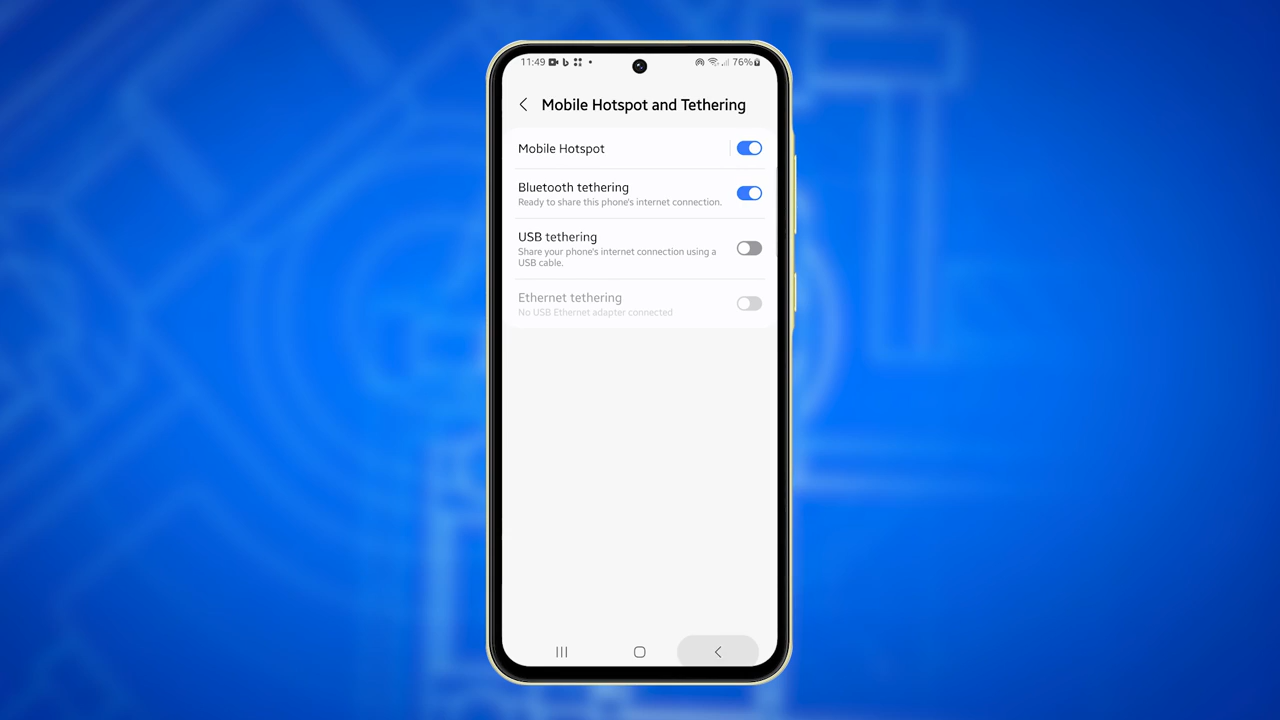 11:49
76%
Mobile Hotspot and Tethering
Mobile Hotspot
Bluetooth tethering
Ready to share this phone's internet connection.
USB tethering
Share your phone's internet connection using a
USB cable.
Ethernet tethering
No USB Ethernet adapter connected